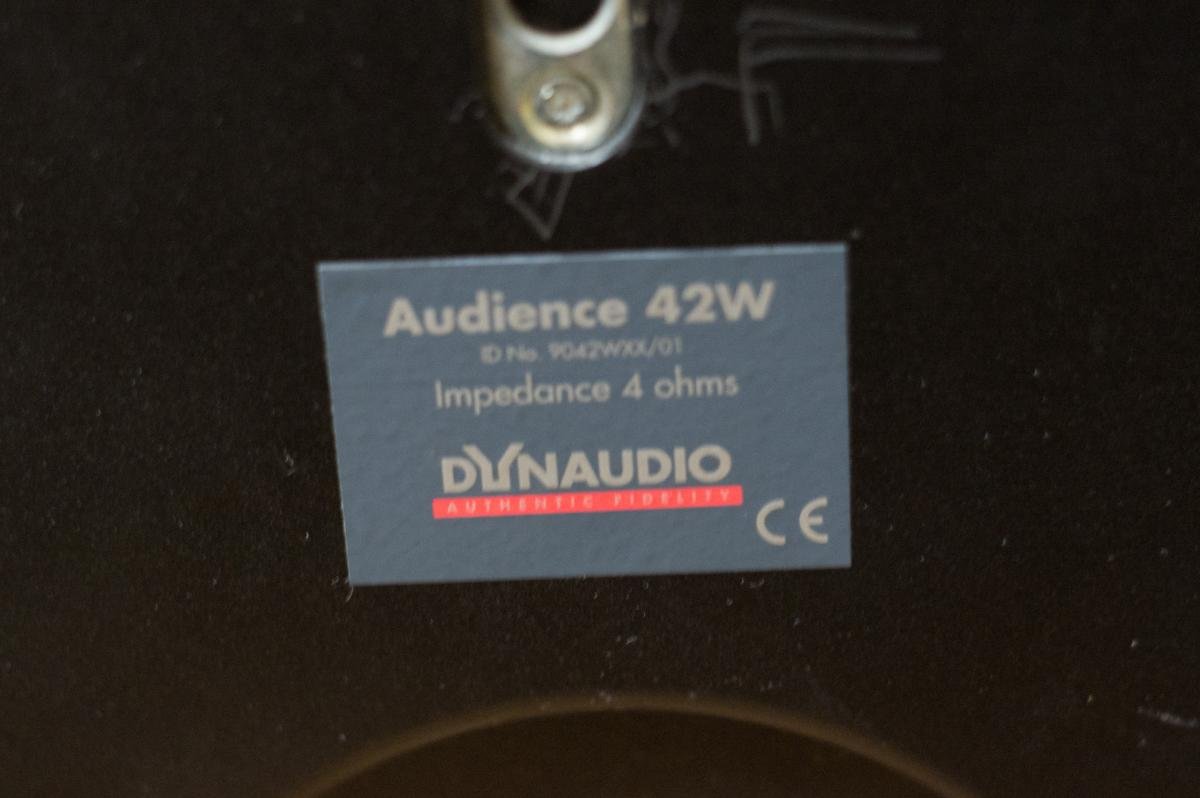 Audience 42W
ID No. 9042WXX/01
Impedance 4 ohms
DYNAUDIO
AUTHENTIC FIDELITY
CE